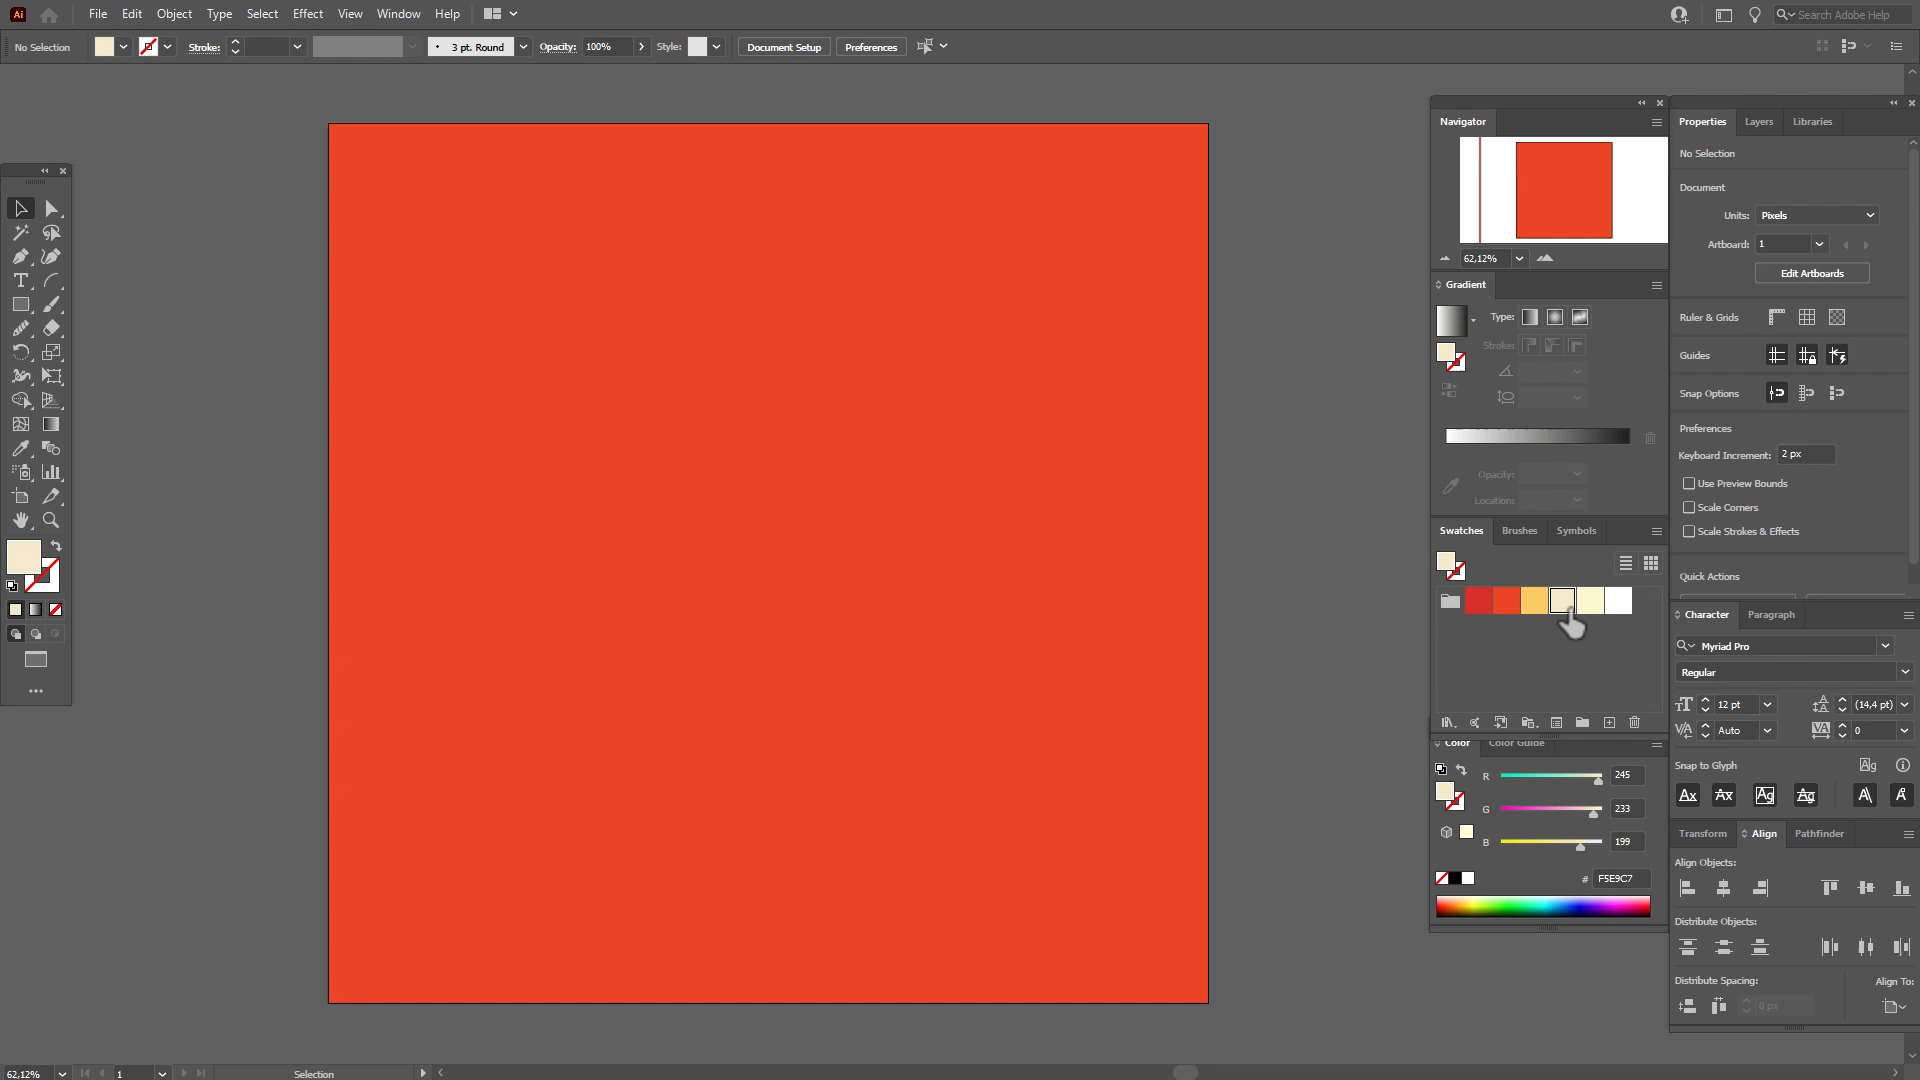 Ai File Edit Object Type Select Effect View Window Help Search Adobe Help
No Selection Stroke: 3 pt. Round Opacity: 100% Style: Document Setup Preferences
Navigator
62,12%
Gradient
Type:
Stroke:
Opacity:
Location:
Swatches Brushes Symbols
Color Color Guide
R 245
G 233
B 199
# F5E9C7
Properties Layers Libraries
No Selection
Document
Units: Pixels
Artboard: 1
Edit Artboards
Ruler & Grids
Guides
Snap Options
Preferences
Keyboard Increment: 2 px
Use Preview Bounds
Scale Corners
Scale Strokes & Effects
Quick Actions
Character Paragraph
Myriad Pro
Regular
12 pt (14,4 pt)
Auto 0
Snap to Glyph
Transform Align Pathfinder
Align Objects:
Distribute Objects:
Distribute Spacing: Align To:
0 px
62,12% 1 Selection